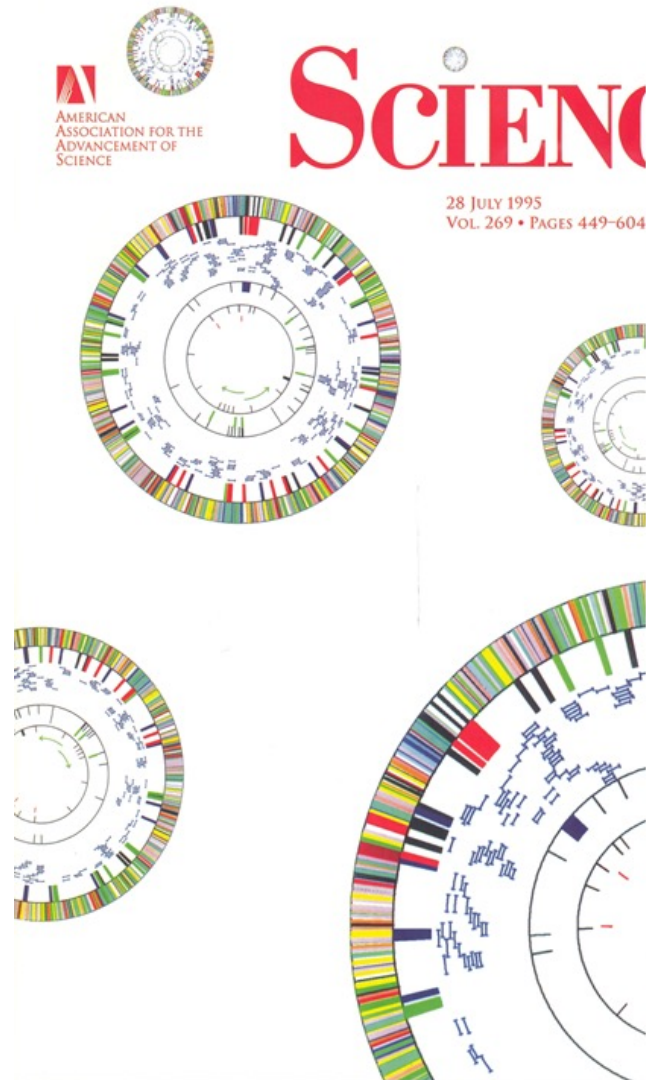 AMERICAN
ASSOCIATION FOR THE
ADVANCEMENT OF
SCIENCE
SCIENC
28 JULY 1995
VOL. 269 • PAGES 449–604